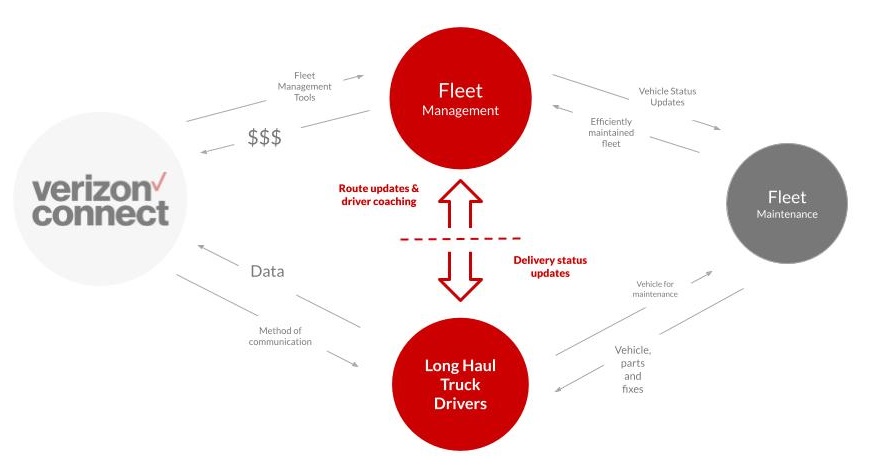 Fleet
Management
Tools
$$$
Fleet
Management
Vehicle Status
Updates
Efficiently
maintained
fleet
verizon✓
connect
Route updates &
driver coaching
Fleet
Maintenance
Delivery status
updates
Data
Method of
communication
Vehicle for
maintenance
Long Haul
Truck
Drivers
Vehicle,
parts
and
fixes